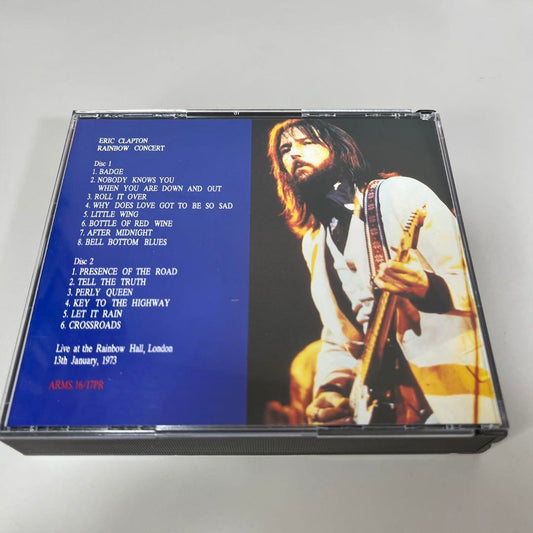 ERIC CLAPTON
RAINBOW CONCERT
Disc 1
1. BADGE
2. NOBODY KNOWS YOU
WHEN YOU ARE DOWN AND OUT
3. ROLL IT OVER
4. WHY DOES LOVE GOT TO BE SO SAD
5. LITTLE WING
6. BOTTLE OF RED WINE
7. AFTER MIDNIGHT
8. BELL BOTTOM BLUES
Disc 2
1. PRESENCE OF THE ROAD
2. TELL THE TRUTH
3. PERLY QUEEN
4. KEY TO THE HIGHWAY
5. LET IT RAIN
6. CROSSROADS
Live at the Rainbow Hall, London
13th January, 1973
ARMS 16/17PR